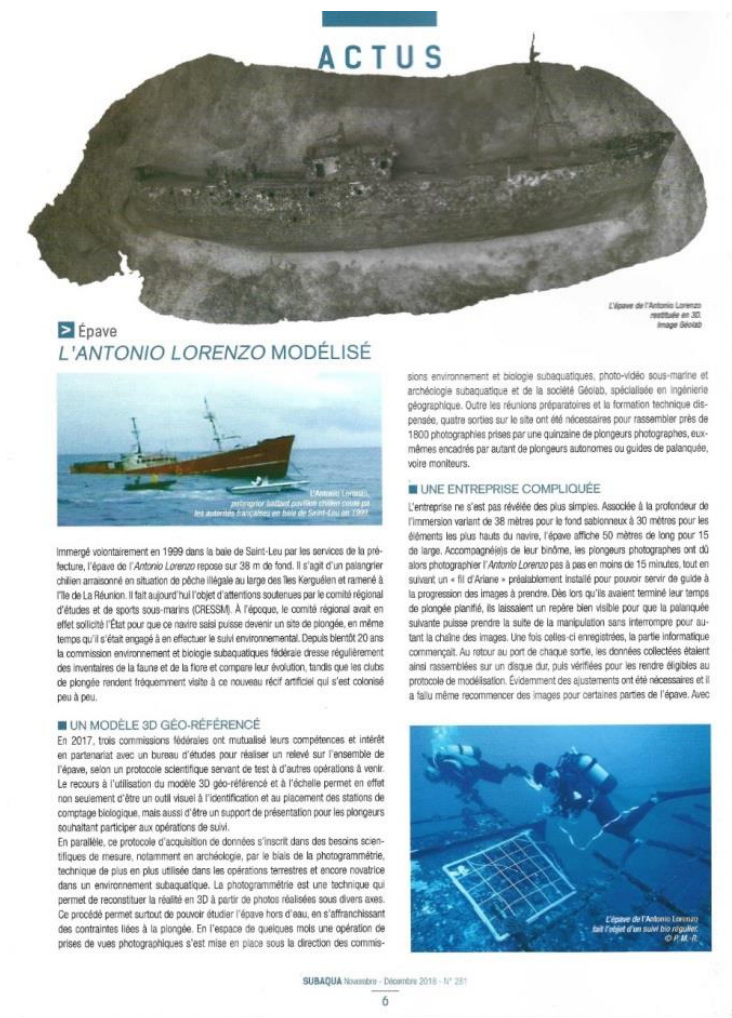 ACTUS
L'épave de l'Antonio Lorenzo
restituée en 3D.
Image Géolab
> Épave
L'ANTONIO LORENZO MODÉLISÉ
L'Antonio Lorenzo,
palangrier battant pavillon chilien coulé pa
les autorités françaises en baie de Saint-Leu en 1999.
Immergé volontairement en 1999 dans la baie de Saint-Leu par les services de la pré-
fecture, l'épave de l'Antonio Lorenzo repose sur 38 m de fond. Il s'agit d'un palangrier
chilien arraisonné en situation de pêche illégale au large des îles Kerguélen et ramené à
l'île de La Réunion. Il fait aujourd'hui l'objet d'attentions soutenues par le comité régional
d'études et de sports sous-marins (CRESSM). À l'époque, le comité régional avait en
effet sollicité l'État pour que ce navire saisi puisse devenir un site de plongée, en même
temps qu'il s'était engagé à en effectuer le suivi environnemental. Depuis bientôt 20 ans
la commission environnement et biologie subaquatiques fédérale dresse régulièrement
des inventaires de la faune et de la flore et compare leur évolution, tandis que les clubs
de plongée rendent fréquemment visite à ce nouveau récif artificiel qui s'est colonisé
peu à peu.
UN MODÈLE 3D GÉO-RÉFÉRENCÉ
En 2017, trois commissions fédérales ont mutualisé leurs compétences et intérêt
en partenariat avec un bureau d'études pour réaliser un relevé sur l'ensemble de
l'épave, selon un protocole scientifique servant de test à d'autres opérations à venir.
Le recours à l'utilisation du modèle 3D géo-référencé et à l'échelle permet en effet
non seulement d'être un outil visuel à l'identification et au placement des stations de
comptage biologique, mais aussi d'être un support de présentation pour les plongeurs
souhaitant participer aux opérations de suivi.
En parallèle, ce protocole d'acquisition de données s'inscrit dans des besoins scien-
tifiques de mesure, notamment en archéologie, par le biais de la photogrammétrie,
technique de plus en plus utilisée dans les opérations terrestres et encore novatrice
dans un environnement subaquatique. La photogrammétrie est une technique qui
permet de reconstituer la réalité en 3D à partir de photos réalisées sous divers axes.
Ce procédé permet surtout de pouvoir étudier l'épave hors d'eau, en s'affranchissant
des contraintes liées à la plongée. En l'espace de quelques mois une opération de
prises de vues photographiques s'est mise en place sous la direction des commis-
sions environnement et biologie subaquatiques, photo-vidéo sous-marine et
archéologie subaquatique et de la société Géolab, spécialisée en ingénierie
géographique. Outre les réunions préparatoires et la formation technique dis-
pensée, quatre sorties sur le site ont été nécessaires pour rassembler près de
1800 photographies prises par une quinzaine de plongeurs photographes, eux-
mêmes encadrés par autant de plongeurs autonomes ou guides de palanquée,
voire moniteurs.
UNE ENTREPRISE COMPLIQUÉE
L'entreprise ne s'est pas révélée des plus simples. Associée à la profondeur de
l'immersion variant de 38 mètres pour le fond sablonneux à 30 mètres pour les
éléments les plus hauts du navire, l'épave affiche 50 mètres de long pour 15
de large. Accompagné(e)s de leur binôme, les plongeurs photographes ont dû
alors photographier l'Antonio Lorenzo pas à pas en moins de 15 minutes, tout en
suivant un « fil d'Ariane » préalablement installé pour pouvoir servir de guide à
la progression des images à prendre. Dès lors qu'ils avaient terminé leur temps
de plongée planifié, ils laissaient un repère bien visible pour que la palanquée
suivante puisse prendre la suite de la manipulation sans interrompre pour au-
tant la chaîne des images. Une fois celles-ci enregistrées, la partie informatique
commençait. Au retour au port de chaque sortie, les données collectées étaient
ainsi rassemblées sur un disque dur, puis vérifiées pour les rendre éligibles au
protocole de modélisation. Évidemment des ajustements ont été nécessaires et il
a fallu même recommencer des images pour certaines parties de l'épave. Avec
L'épave de l'Antonio Lorenzo
fait l'objet d'un suivi bio régulier.
© P. M.-R.
SUBAQUA Novembre - Décembre 2018 - N° 281
6